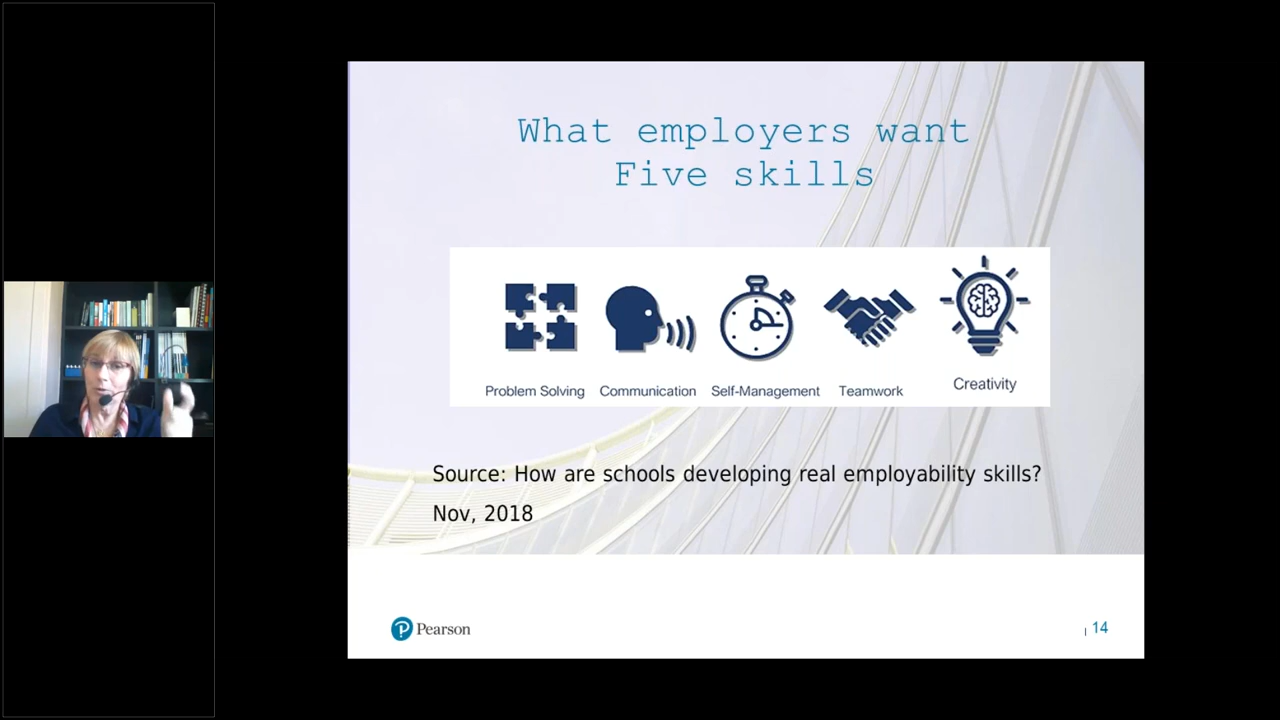 What employers want
Five skills
Problem Solving Communication Self-Management Teamwork Creativity
Source: How are schools developing real employability skills?
Nov, 2018
Pearson
14